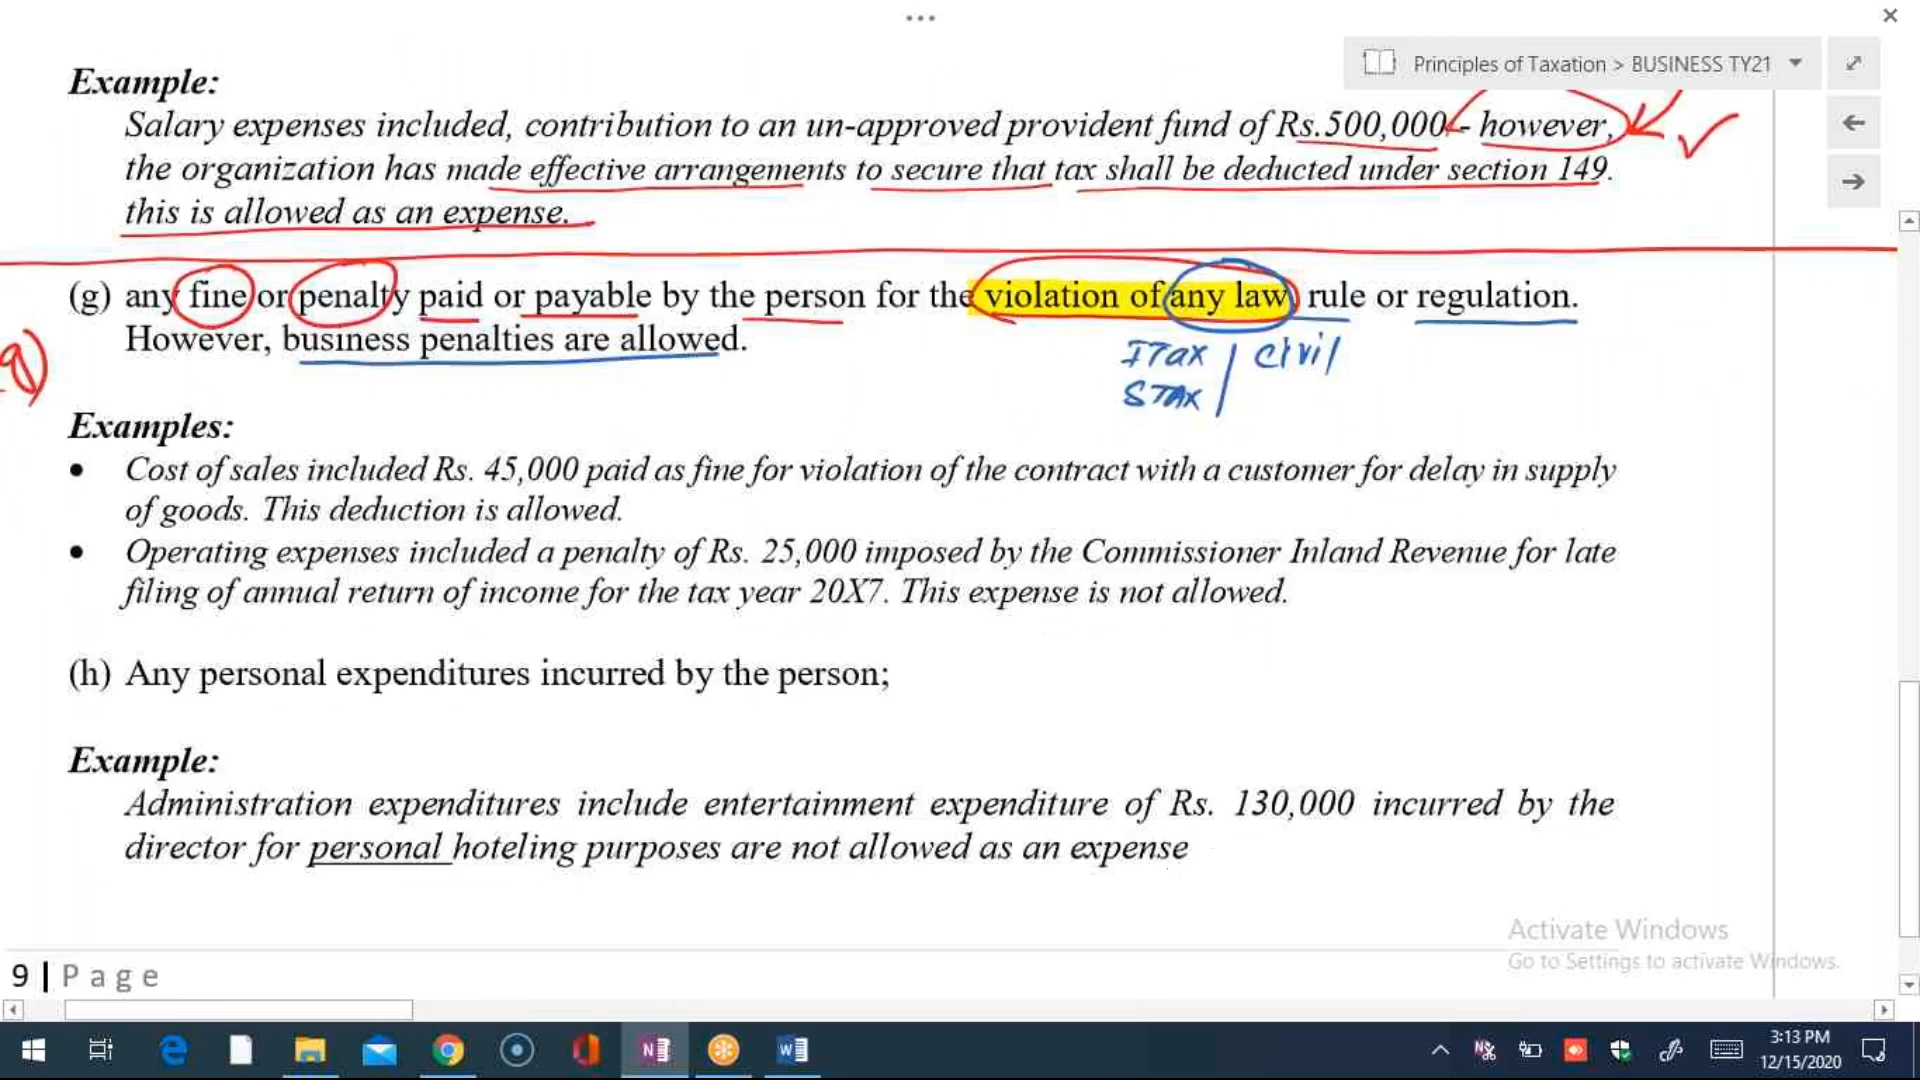 Principles of Taxation > BUSINESS TY21
Example:
Salary expenses included, contribution to an un-approved provident fund of Rs.500,000 - however,
the organization has made effective arrangements to secure that tax shall be deducted under section 149.
this is allowed as an expense.
(g) any fine or penalty paid or payable by the person for the violation of any law, rule or regulation.
However, business penalties are allowed.
ITax / Civil
STAX
Examples:
• Cost of sales included Rs. 45,000 paid as fine for violation of the contract with a customer for delay in supply
of goods. This deduction is allowed.
• Operating expenses included a penalty of Rs. 25,000 imposed by the Commissioner Inland Revenue for late
filing of annual return of income for the tax year 20X7. This expense is not allowed.
(h) Any personal expenditures incurred by the person;
Example:
Administration expenditures include entertainment expenditure of Rs. 130,000 incurred by the
director for personal hoteling purposes are not allowed as an expense
Activate Windows
Go to Settings to activate Windows.
9 | Page
3:13 PM
12/15/2020